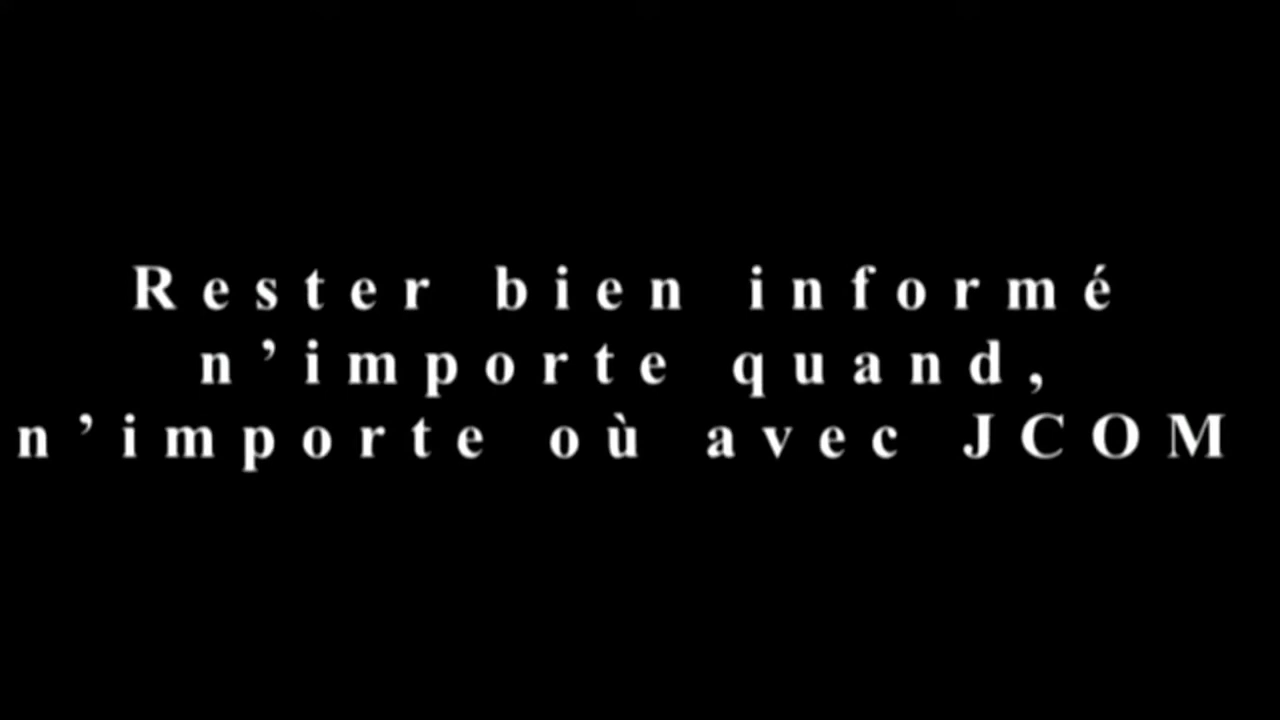 Rester bien informé
n’importe quand,
n’importe où avec JCOM